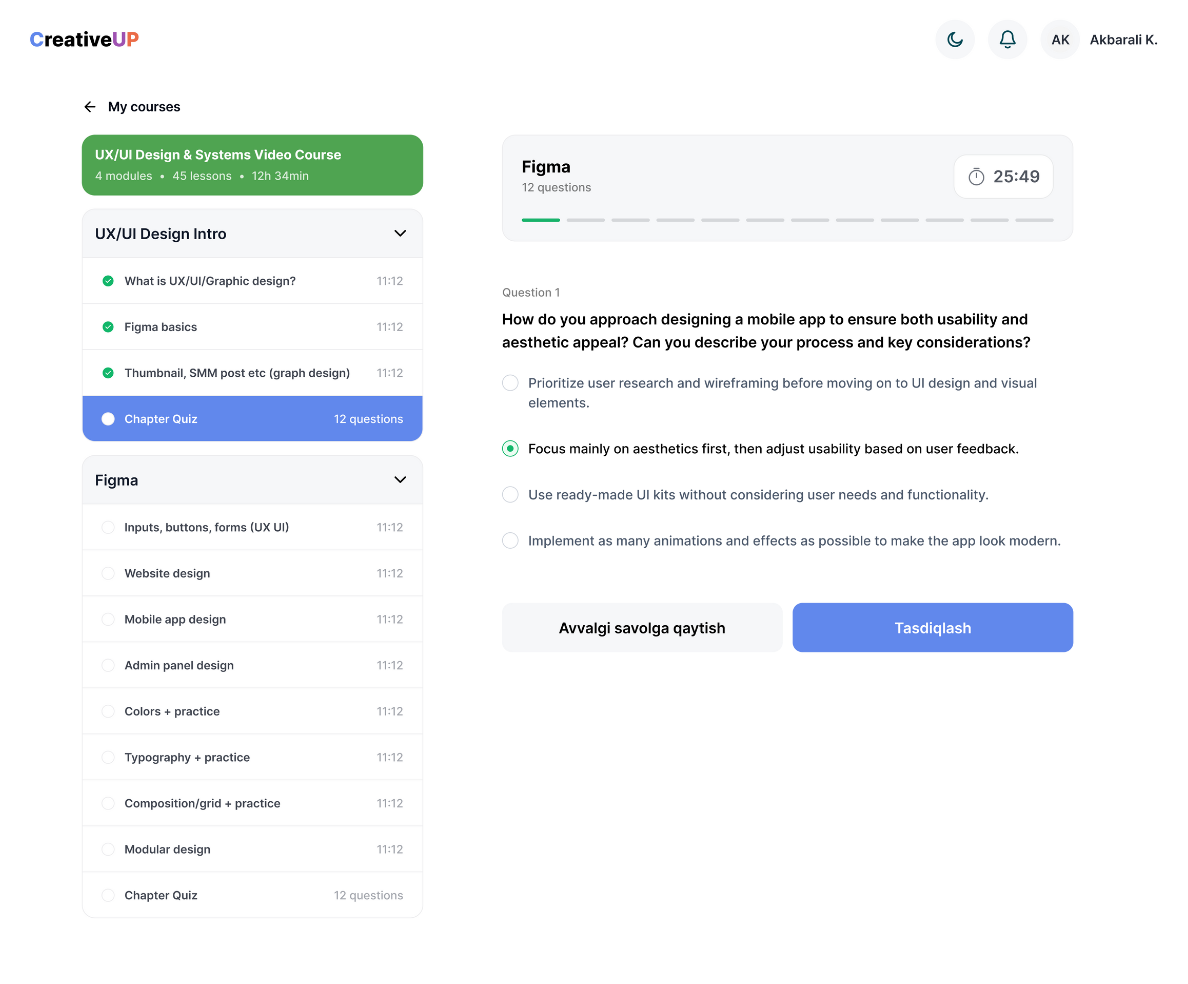 CreativeUP
AK
Akbarali K.
My courses
UX/UI Design & Systems Video Course
4 modules • 45 lessons • 12h 34min
UX/UI Design Intro
What is UX/UI/Graphic design? 11:12
Figma basics 11:12
Thumbnail, SMM post etc (graph design) 11:12
Chapter Quiz 12 questions
Figma
Inputs, buttons, forms (UX UI) 11:12
Website design 11:12
Mobile app design 11:12
Admin panel design 11:12
Colors + practice 11:12
Typography + practice 11:12
Composition/grid + practice 11:12
Modular design 11:12
Chapter Quiz 12 questions
Figma
12 questions
25:49
Question 1
How do you approach designing a mobile app to ensure both usability and
aesthetic appeal? Can you describe your process and key considerations?
Prioritize user research and wireframing before moving on to UI design and visual
elements.
Focus mainly on aesthetics first, then adjust usability based on user feedback.
Use ready-made UI kits without considering user needs and functionality.
Implement as many animations and effects as possible to make the app look modern.
Avvalgi savolga qaytish
Tasdiqlash